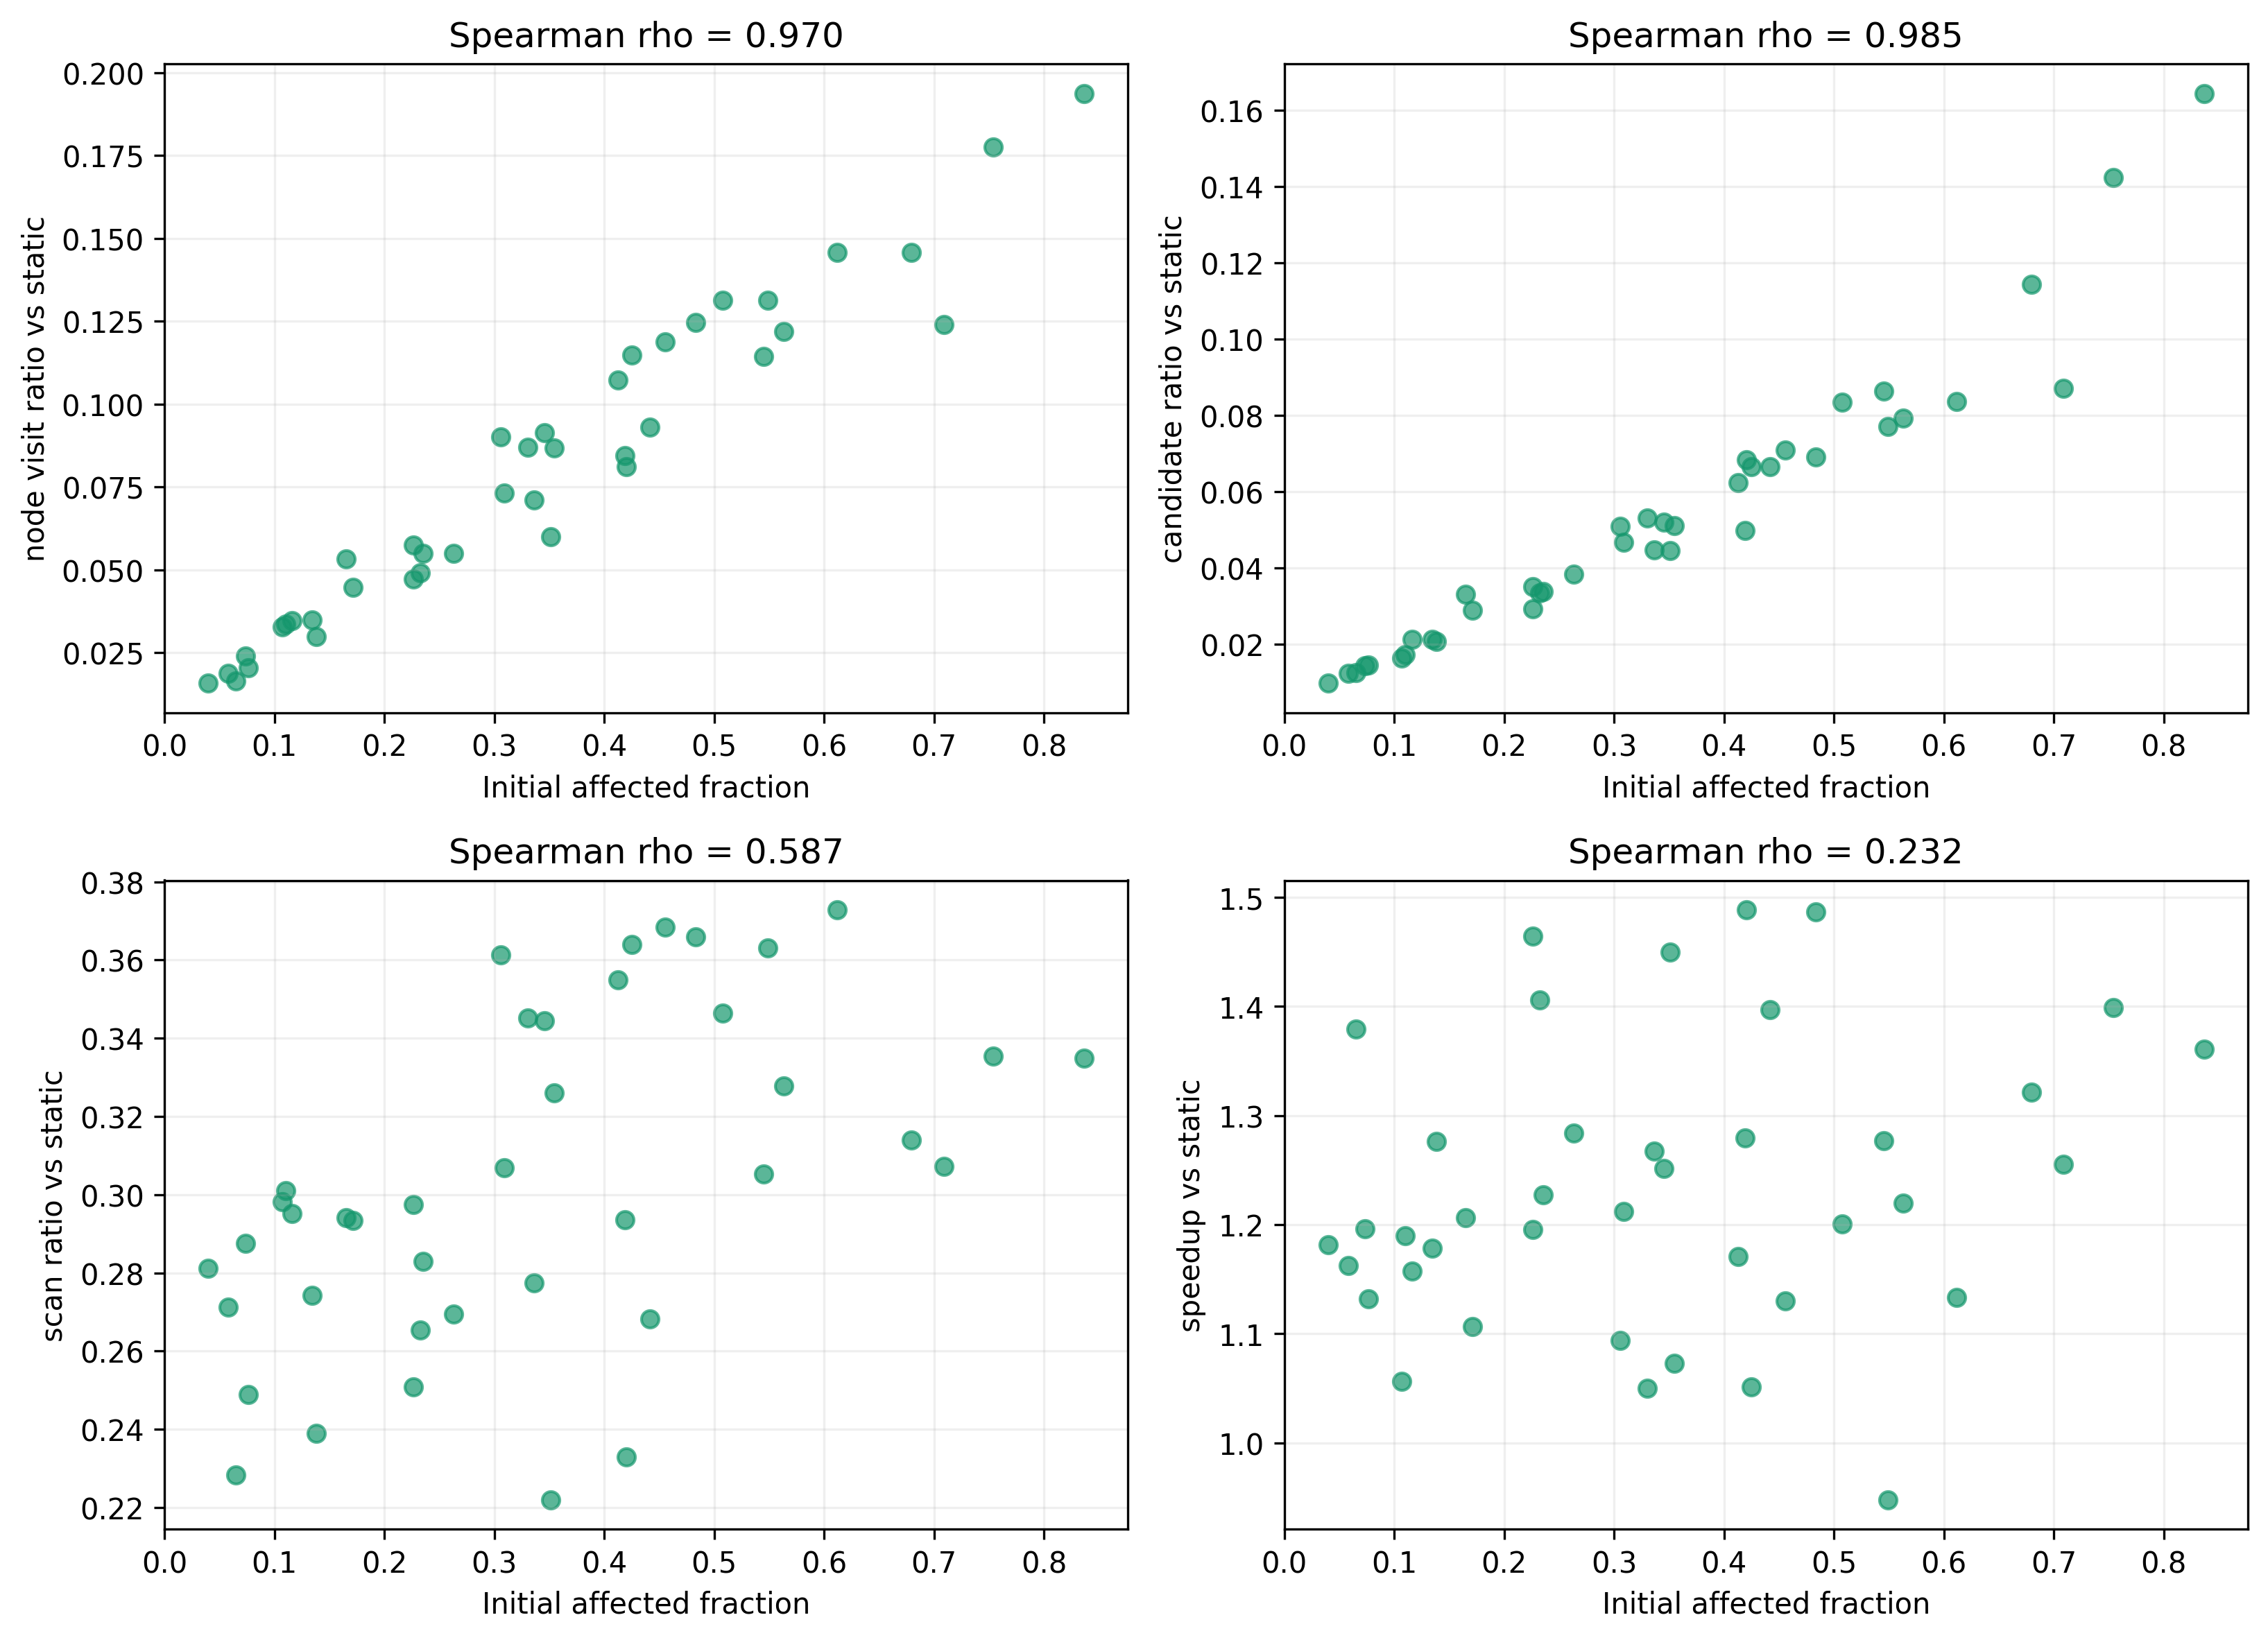 Spearman rho = 0.970
0.200
0.175
0.150
0.125
0.100
0.075
0.050
0.025
node visit ratio vs static
0.0 0.1 0.2 0.3 0.4 0.5 0.6 0.7 0.8
Initial affected fraction
Spearman rho = 0.985
0.16
0.14
0.12
0.10
0.08
0.06
0.04
0.02
candidate ratio vs static
0.0 0.1 0.2 0.3 0.4 0.5 0.6 0.7 0.8
Initial affected fraction
Spearman rho = 0.587
0.38
0.36
0.34
0.32
0.30
0.28
0.26
0.24
0.22
scan ratio vs static
0.0 0.1 0.2 0.3 0.4 0.5 0.6 0.7 0.8
Initial affected fraction
Spearman rho = 0.232
1.5
1.4
1.3
1.2
1.1
1.0
speedup vs static
0.0 0.1 0.2 0.3 0.4 0.5 0.6 0.7 0.8
Initial affected fraction